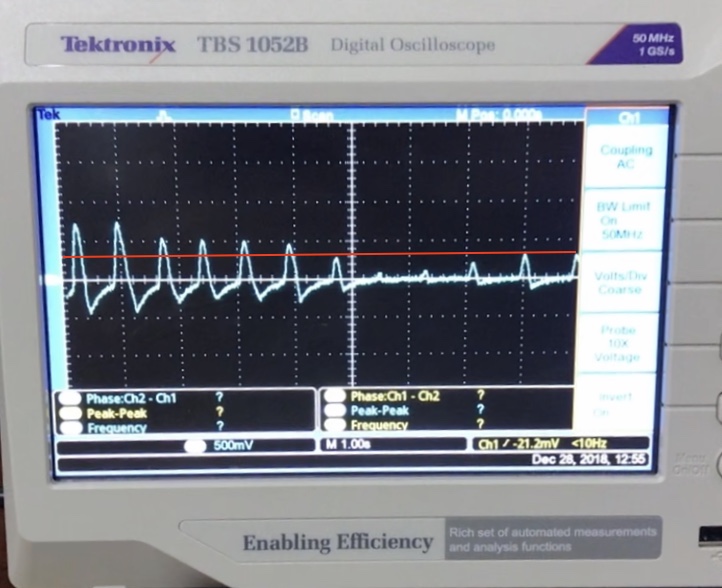 Tektronix TBS 1052B Digital Oscilloscope
50 MHz
1 GS/s
Tek Scan M Pos: 0.000s Ch1
Coupling
AC
BW Limit
On
50MHz
Volts/Div
Coarse
Probe
10X
Voltage
Invert
Phase:Ch2 - Ch1 ?
Peak-Peak ?
Frequency ?
Phase:Ch1 - Ch2 ?
Peak-Peak ?
Frequency ?
500mV M 1.00s Ch1 -21.2mV <10Hz
Dec 28, 2018, 12:55
Menu
On/Off
Enabling Efficiency
Rich set of automated measurements
and analysis functions